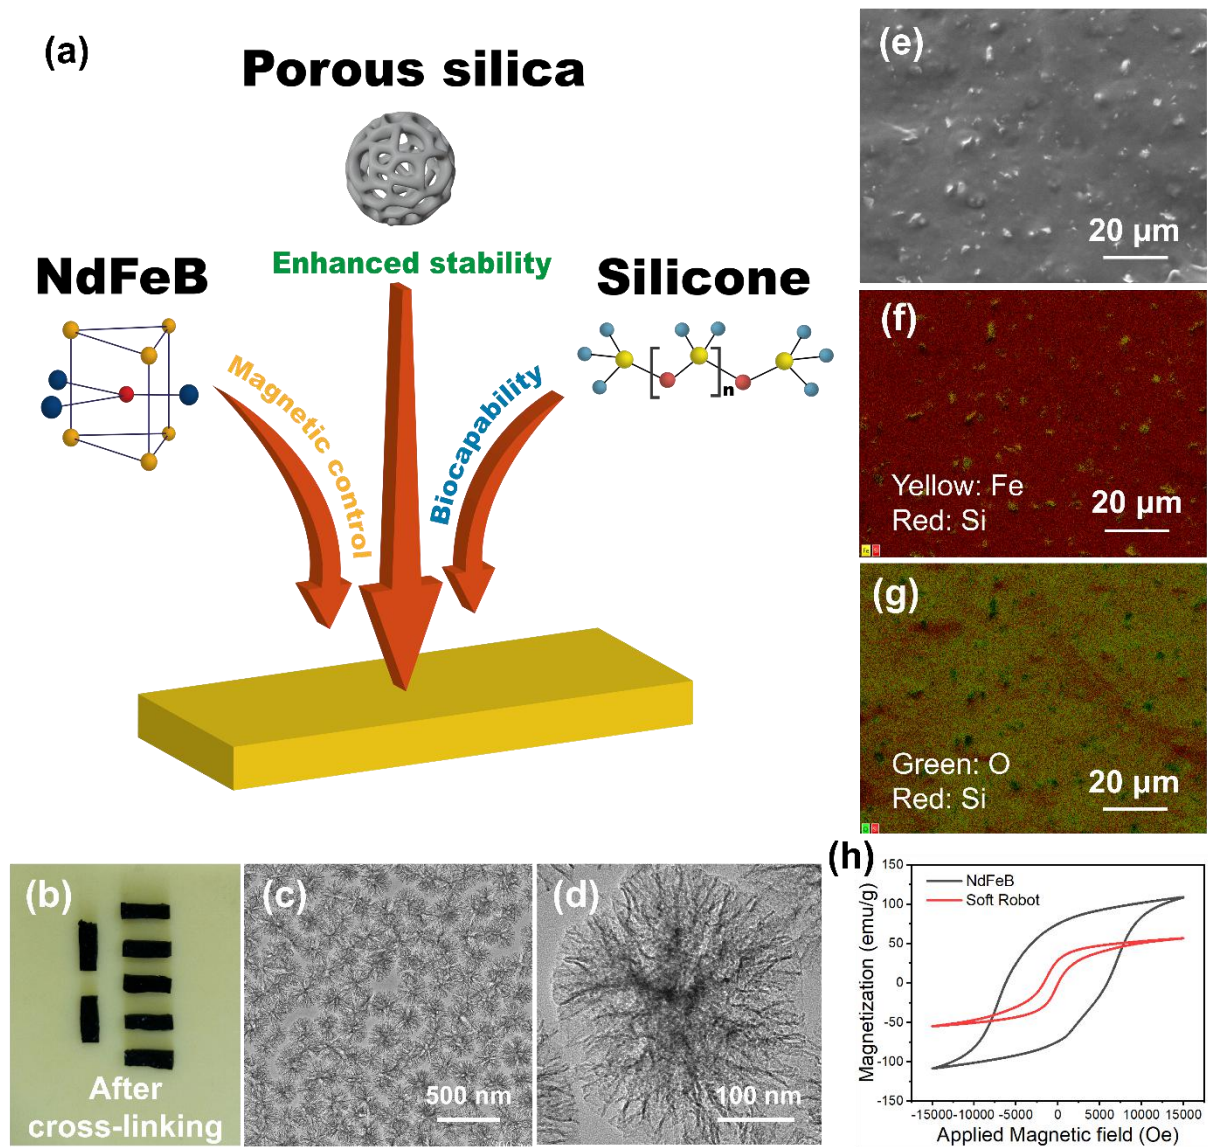 (a)
Porous silica
Enhanced stability
NdFeB
Silicone
n
Magnetic control
Biocapability
(b)
After
cross-linking
(c)
500 nm
(d)
100 nm
(e)
20 μm
(f)
Yellow: Fe
Red: Si
20 μm
(g)
Green: O
Red: Si
20 μm
(h)
NdFeB
Soft Robot
Magnetization (emu/g)
150
100
50
0
-50
-100
-150
-15000 -10000 -5000 0 5000 10000 15000
Applied Magnetic field (Oe)